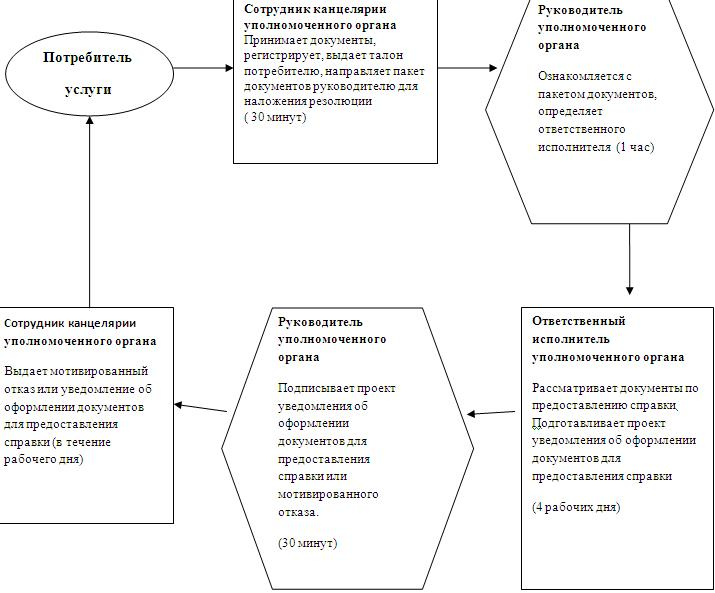 Потребитель
услуги
Сотрудник канцелярии
уполномоченного органа
Принимает документы,
регистрирует, выдает талон
потребителю, направляет пакет
документов руководителю для
наложения резолюции
( 30 минут)
Руководитель
уполномоченного
органа
Ознакомляется с
пакетом документов,
определяет
ответственного
исполнителя (1 час)
Ответственный
исполнитель
уполномоченного органа
Рассматривает документы по
предоставлению справки,
Подготавливает проект
уведомления об оформлении
документов для
предоставления справки
(4 рабочих дня)
Руководитель
уполномоченного
органа
Подписывает проект
уведомления об
оформлении
документов для
предоставления
справки или
мотивированного
отказа.
(30 минут)
Сотрудник канцелярии
уполномоченного органа
Выдает мотивированный
отказ или уведомление об
оформлении документов
для предоставления
справки (в течение
рабочего дня)